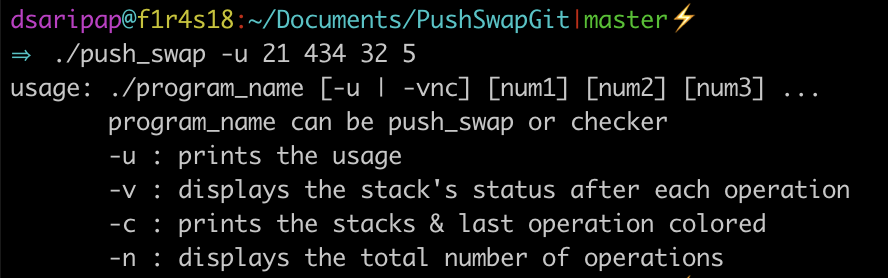 dsaripap@f1r4s18:~/Documents/PushSwapGit|master⚡
⇒ ./push_swap -u 21 434 32 5
usage: ./program_name [-u | -vnc] [num1] [num2] [num3] ...
program_name can be push_swap or checker
-u : prints the usage
-v : displays the stack's status after each operation
-c : prints the stacks & last operation colored
-n : displays the total number of operations